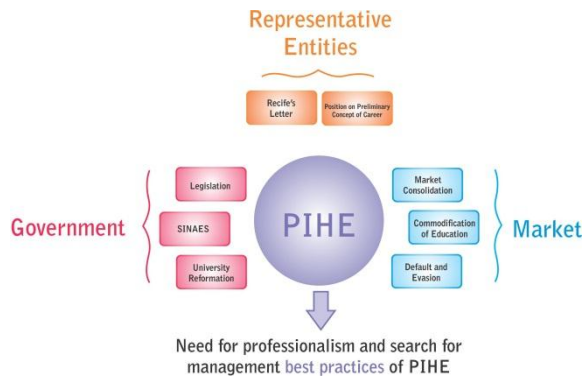 Representative
Entities
Recife's
Letter
Position on Preliminary
Concept of Career
Government
Legislation
SINAES
University
Reformation
PIHE
Market
Consolidation
Commodification
of Education
Default and
Evasion
Market
Need for professionalism and search for
management best practices of PIHE